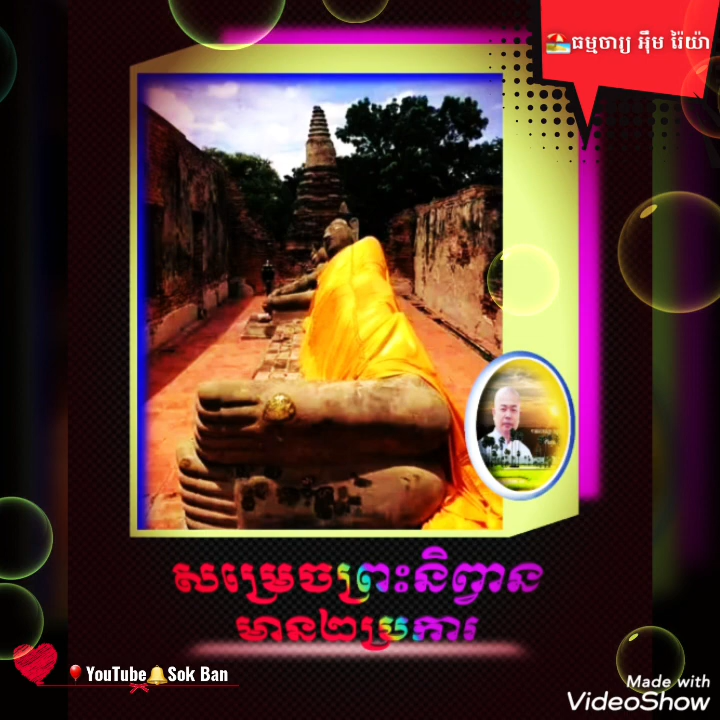 🏖️ធម្មចារ្យ អ៊ឹម រ៉ៃយ៉ា
សម្រេចព្រះនិព្វាន
មាន២ប្រការ
📍YouTube🔔Sok Ban
Made with
VideoShow